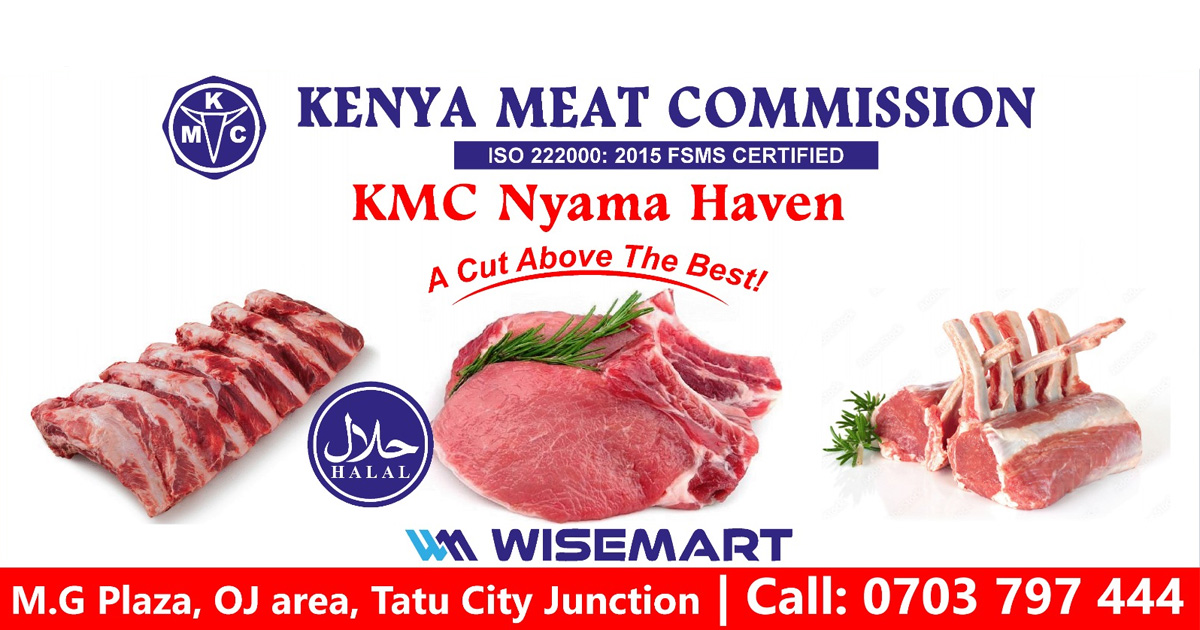 K
M C
KENYA MEAT COMMISSION
ISO 222000: 2015 FSMS CERTIFIED
KMC Nyama Haven
A Cut Above The Best!
حلال
HALAL
WM WISEMART
M.G Plaza, OJ area, Tatu City Junction | Call: 0703 797 444